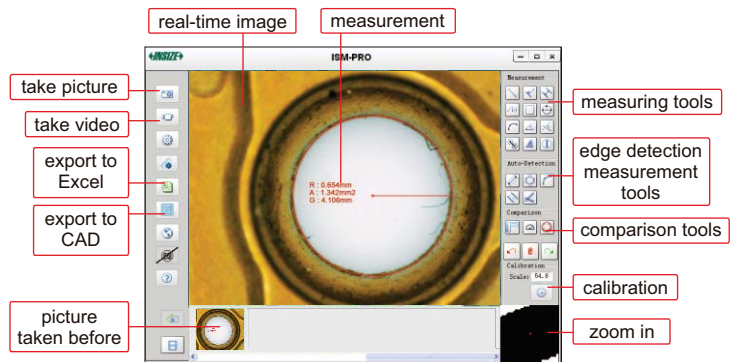 real-time image
measurement
INSIZE
ISM-PRO
take picture
take video
export to
Excel
export to
CAD
picture
taken before
R : 0.654mm
A : 1.342mm2
G : 4.106mm
Measurement
Auto-Detection
Comparison
Calibration
Scale: 54.8
measuring tools
edge detection
measurement
tools
comparison tools
calibration
zoom in